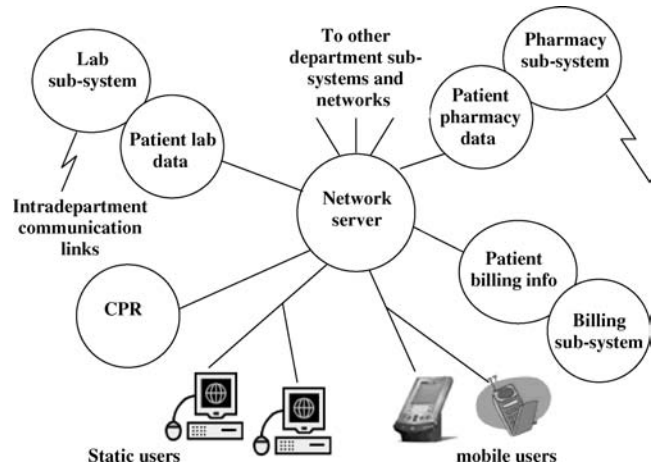 Lab
sub-system
To other
department sub-
systems and
networks
Pharmacy
sub-system
Patient
pharmacy
data
Patient lab
data
Network
server
Intradepartment
communication
links
Patient
billing info
CPR
Billing
sub-system
Static users
mobile users